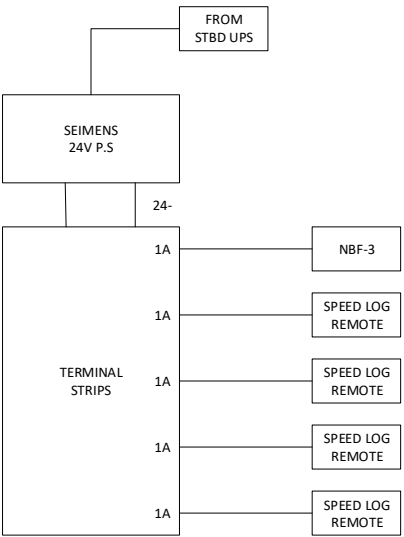 FROM
STBD UPS
SEIMENS
24V P.S
24-
1A
NBF-3
1A
SPEED LOG
REMOTE
TERMINAL
STRIPS
1A
SPEED LOG
REMOTE
1A
SPEED LOG
REMOTE
1A
SPEED LOG
REMOTE